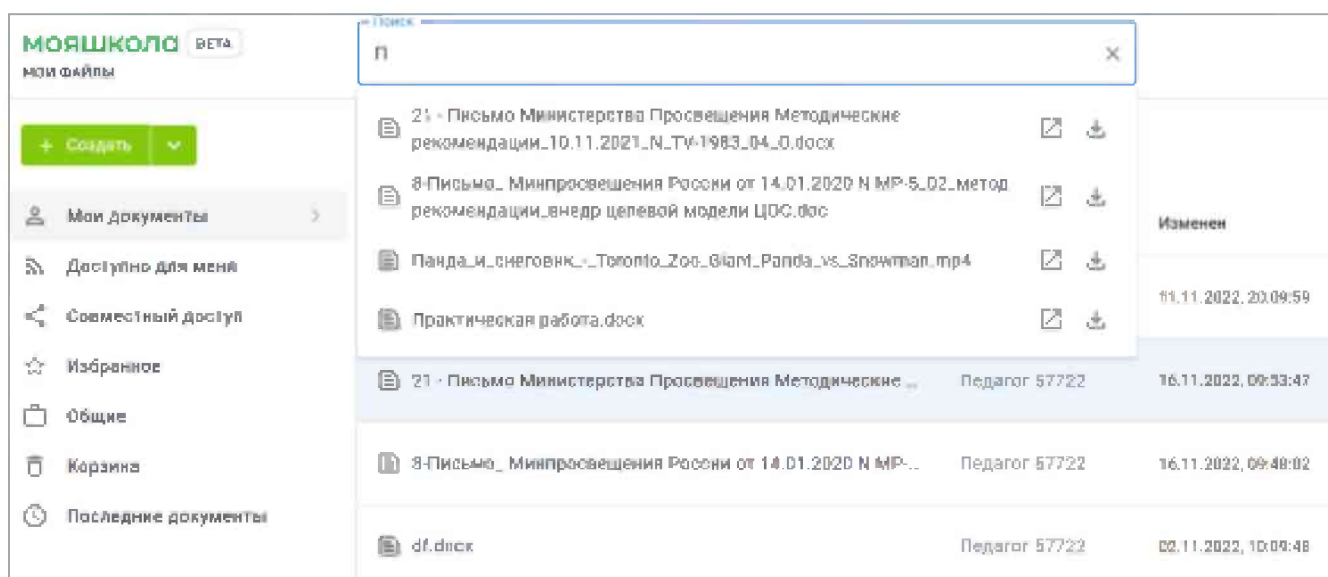 МОЯШКОЛА BETA
МОИ ФАЙЛЫ
Поиск
П
+ Создать
Мои документы
Доступно для меня
Совместный доступ
Избранное
Общие
Корзина
Последние документы
21 - Письмо Министерства Просвещения Методические
рекомендации_10.11.2021_N_TV-1983_04_0.docx
8-Письмо_ Минпросвещения России от 14.01.2020 N МР-5_02_метод
рекомендации_внедр целевой модели ЦОС.doc
Панда_и_снеговик_-_Toronto_Zoo_Giant_Panda_vs_Snowman.mp4
Практическая работа.docx
Изменен
11.2022, 20:09:59
21 - Письмо Министерства Просвещения Методические ... Педагог 57722 16.11.2022, 09:53:47
8-Письмо_ Минпросвещения России от 14.01.2020 N МР-... Педагог 57722 16.11.2022, 09:48:02
df.docx Педагог 57722 02.11.2022, 10:09:48